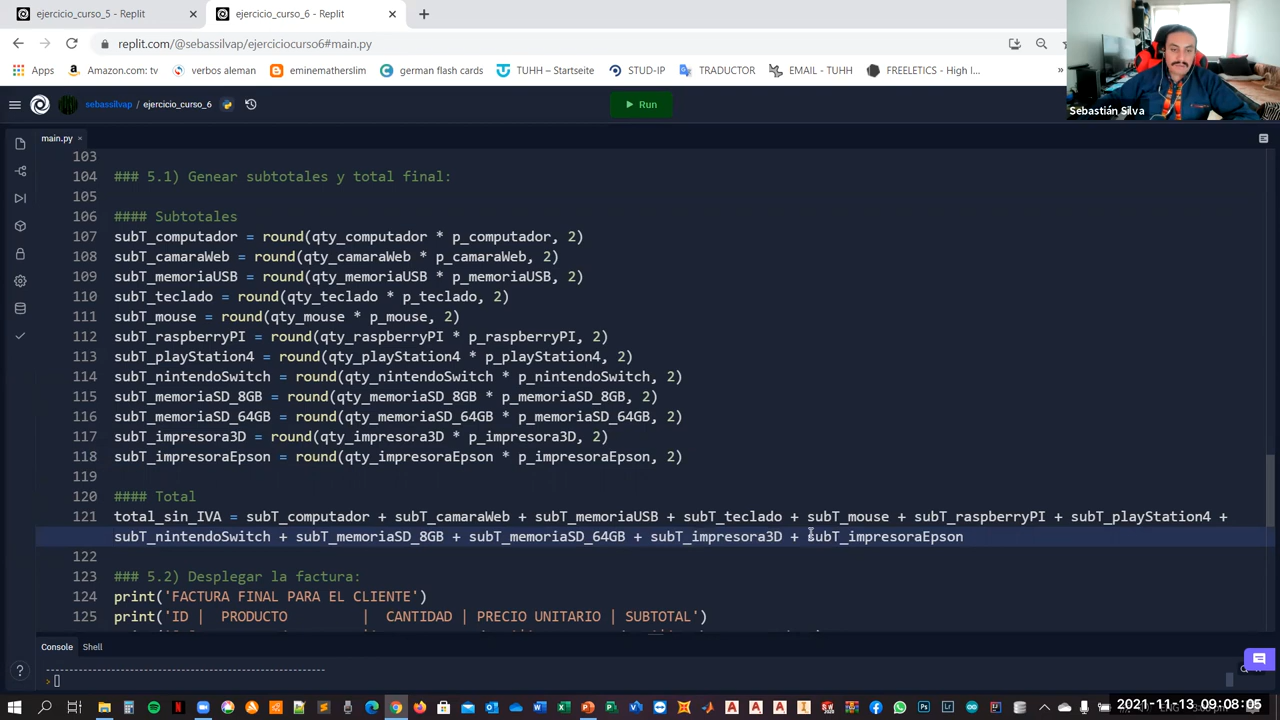 ejercicio_curso_5 - Replit
ejercicio_curso_6 - Replit
replit.com/@sebassilvap/ejerciciocurso6#main.py
Apps
Amazon.com: tv
verbos aleman
eminemathersIim
german flash cards
TUHH – Startseite
STUD-IP
TRADUCTOR
EMAIL - TUHH
FREELETICS - High I...
»
sebassilvap / ejercicio_curso_6
Run
Sebastián Silva
main.py
103
104 ### 5.1) Genear subtotales y total final:
105
106 #### Subtotales
107 subT_computador = round(qty_computador * p_computador, 2)
108 subT_camaraWeb = round(qty_camaraWeb * p_camaraWeb, 2)
109 subT_memoriaUSB = round(qty_memoriaUSB * p_memoriaUSB, 2)
110 subT_teclado = round(qty_teclado * p_teclado, 2)
111 subT_mouse = round(qty_mouse * p_mouse, 2)
112 subT_raspberryPI = round(qty_raspberryPI * p_raspberryPI, 2)
113 subT_playStation4 = round(qty_playStation4 * p_playStation4, 2)
114 subT_nintendoSwitch = round(qty_nintendoSwitch * p_nintendoSwitch, 2)
115 subT_memoriaSD_8GB = round(qty_memoriaSD_8GB * p_memoriaSD_8GB, 2)
116 subT_memoriaSD_64GB = round(qty_memoriaSD_64GB * p_memoriaSD_64GB, 2)
117 subT_impresora3D = round(qty_impresora3D * p_impresora3D, 2)
118 subT_impresoraEpson = round(qty_impresoraEpson * p_impresoraEpson, 2)
119
120 #### Total
121 total_sin_IVA = subT_computador + subT_camaraWeb + subT_memoriaUSB + subT_teclado + subT_mouse + subT_raspberryPI + subT_playStation4 +
subT_nintendoSwitch + subT_memoriaSD_8GB + subT_memoriaSD_64GB + subT_impresora3D + subT_impresoraEpson
122
123 ### 5.2) Desplegar la factura:
124 print('FACTURA FINAL PARA EL CLIENTE')
125 print('ID | PRODUCTO | CANTIDAD | PRECIO UNITARIO | SUBTOTAL')
Console
Shell
---------------------------------------------------
>
2021-11-13 09:08:05